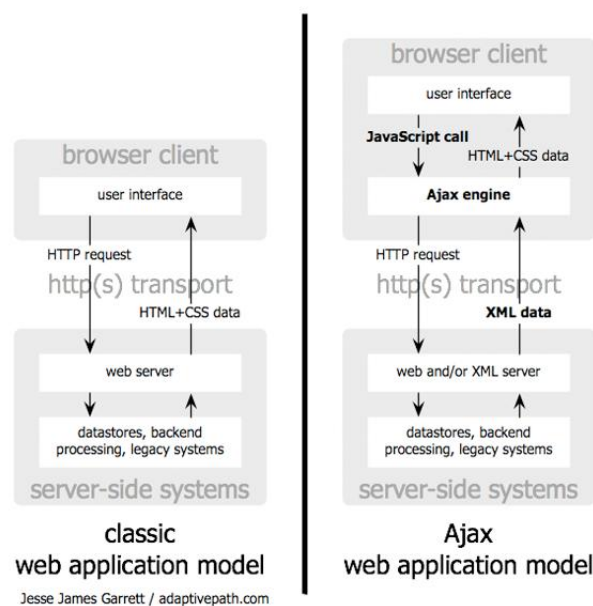 browser client
user interface
HTTP request
http(s) transport
HTML+CSS data
web server
datastores, backend
processing, legacy systems
server-side systems
classic
web application model
Jesse James Garrett / adaptivepath.com
browser client
user interface
JavaScript call
HTML+CSS data
Ajax engine
HTTP request
http(s) transport
XML data
web and/or XML server
datastores, backend
processing, legacy systems
server-side systems
Ajax
web application model